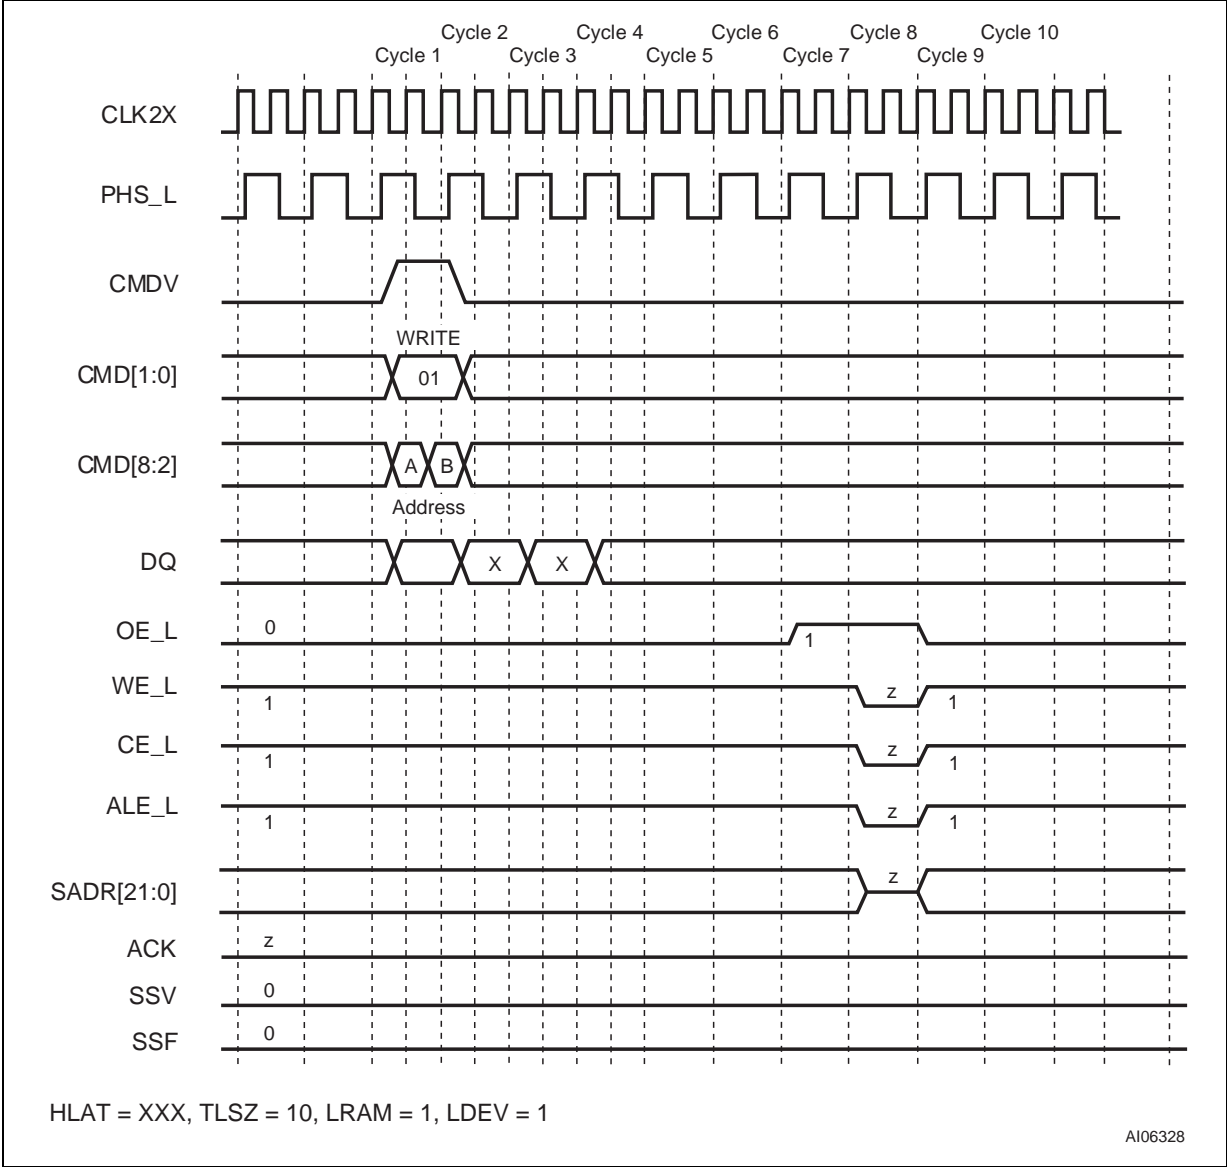 Cycle 2 Cycle 4 Cycle 6 Cycle 8 Cycle 10
Cycle 1 Cycle 3 Cycle 5 Cycle 7 Cycle 9
CLK2X
PHS_L
CMDV
WRITE
CMD[1:0] 01
CMD[8:2] A B
Address
DQ X X
OE_L 0 1
WE_L 1 z 1
CE_L 1 z 1
ALE_L 1 z 1
SADR[21:0] z
ACK z
SSV 0
SSF 0
HLAT = XXX, TLSZ = 10, LRAM = 1, LDEV = 1
AI06328